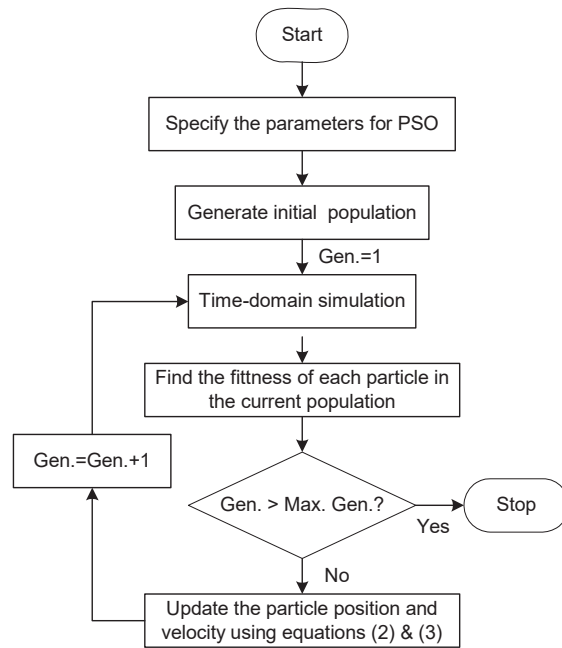 Start
Specify the parameters for PSO
Generate initial population
Gen.=1
Time-domain simulation
Find the fittness of each particle in
the current population
Gen.=Gen.+1
Gen. > Max. Gen.?
Yes
Stop
No
Update the particle position and
velocity using equations (2) & (3)